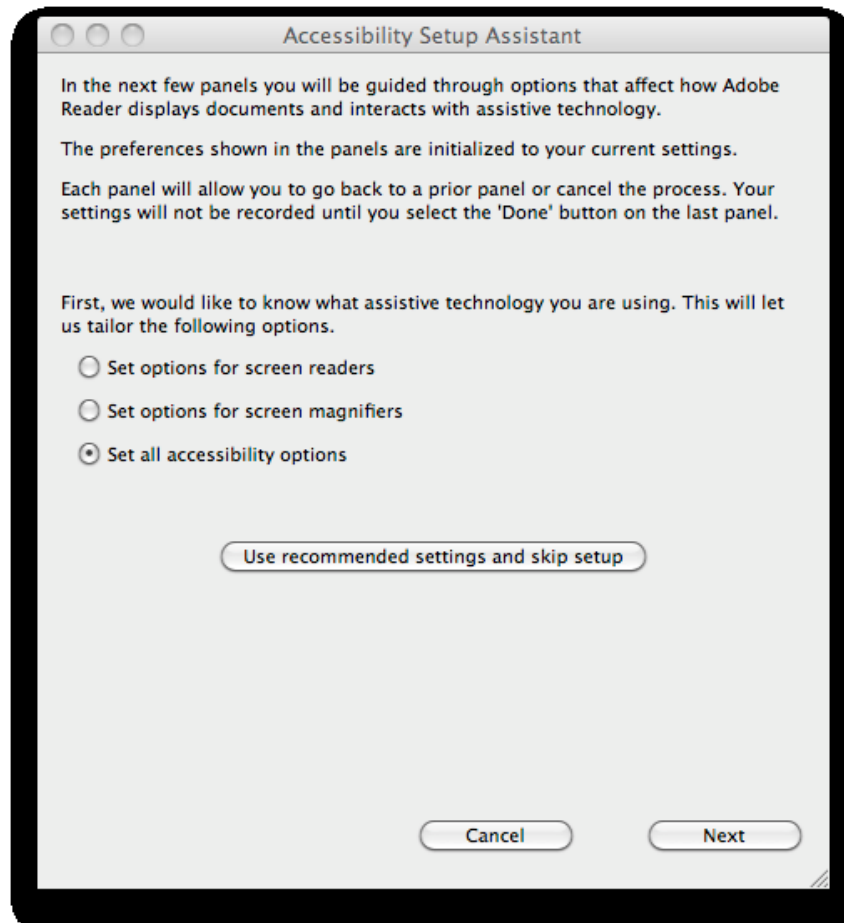 Accessibility Setup Assistant
In the next few panels you will be guided through options that affect how Adobe
Reader displays documents and interacts with assistive technology.
The preferences shown in the panels are initialized to your current settings.
Each panel will allow you to go back to a prior panel or cancel the process. Your
settings will not be recorded until you select the 'Done' button on the last panel.
First, we would like to know what assistive technology you are using. This will let
us tailor the following options.
Set options for screen readers
Set options for screen magnifiers
Set all accessibility options
Use recommended settings and skip setup
Cancel
Next